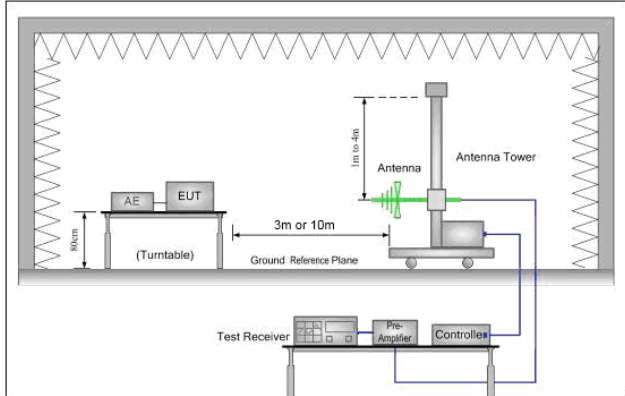 1m to 4m
Antenna
Antenna Tower
AE
EUT
80cm
(Turntable)
3m or 10m
Ground Reference Plane
Test Receiver
Pre-
Amplifier
Controlle